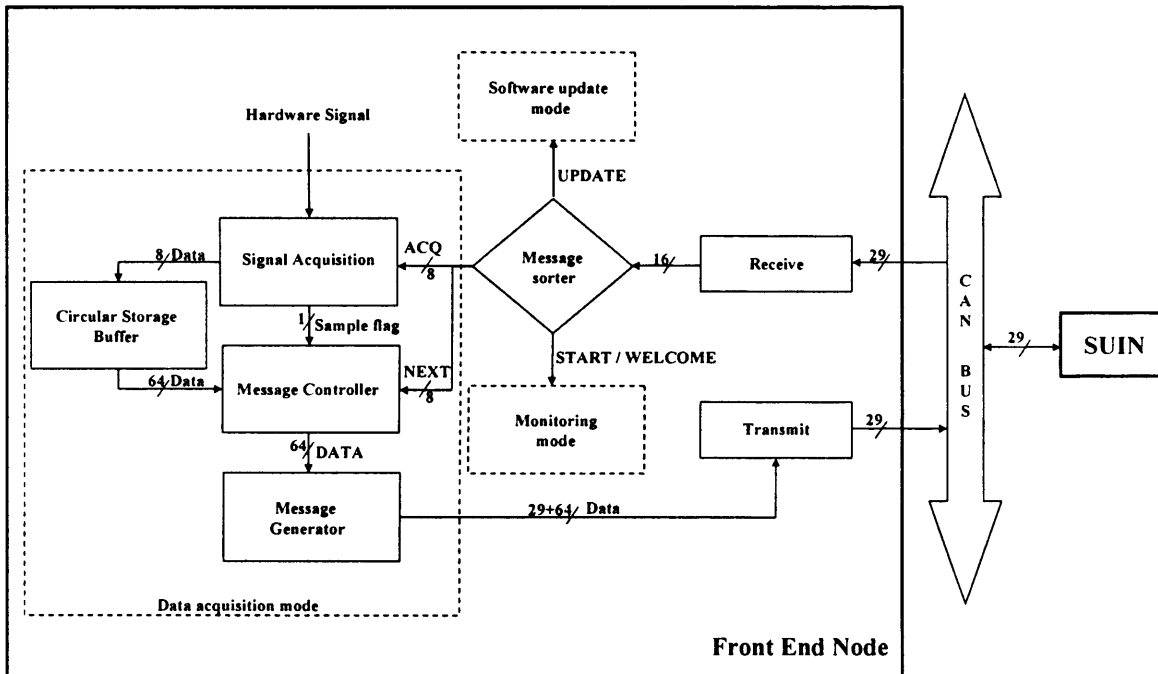 Software update
mode
Hardware Signal
UPDATE
Signal Acquisition
8 Data
ACQ
8
Message
sorter
16
Receive
29
Circular Storage
Buffer
1 Sample flag
64 Data
Message Controller
NEXT
8
START / WELCOME
Monitoring
mode
Transmit
29
64 DATA
Message
Generator
29+64 Data
Data acquisition mode
Front End Node
CAN BUS
29
SUIN